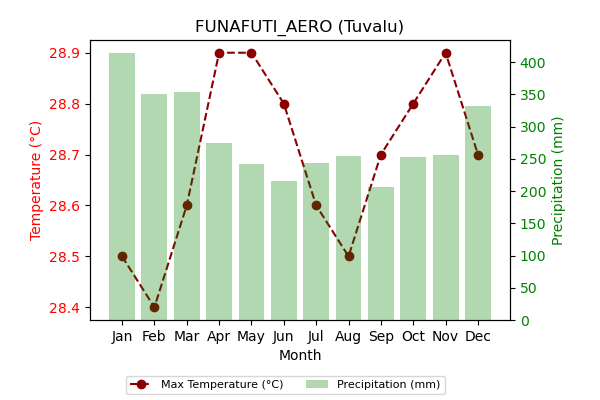 FUNAFUTI_AERO (Tuvalu)
28.9
28.8
28.7
28.6
28.5
28.4
Temperature (°C)
400
350
300
250
200
150
100
50
0
Precipitation (mm)
Jan Feb Mar Apr May Jun Jul Aug Sep Oct Nov Dec
Month
Max Temperature (°C) Precipitation (mm)